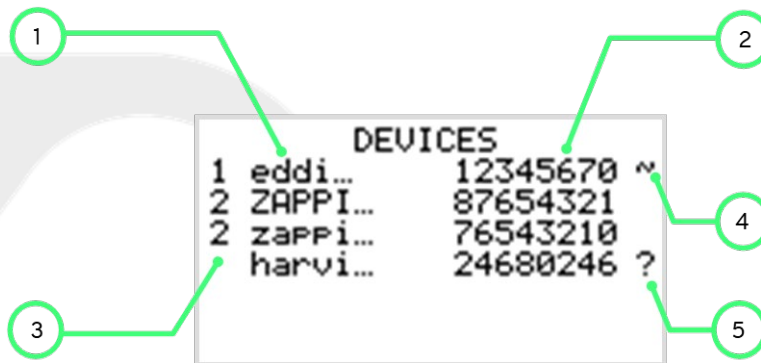 1
2
DEVICES
1 eddi... 12345670 ~
2 ZAPPI... 87654321
2 zappi... 76543210
harvi... 24680246 ?
4
3
5